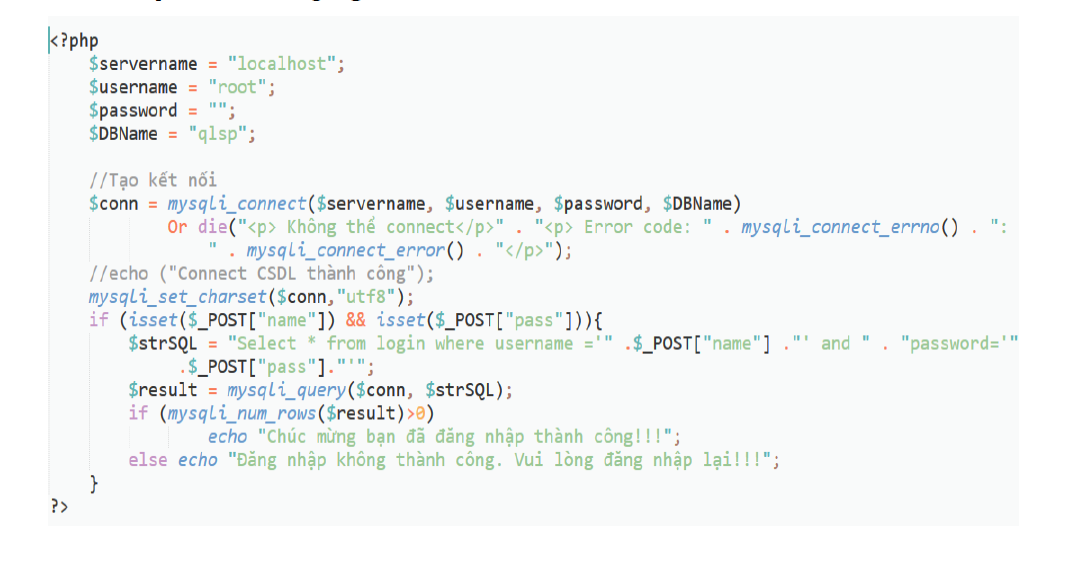 <?php
$servername = "localhost";
$username = "root";
$password = "";
$DBName = "qlsp";
//Tạo kết nối
$conn = mysqli_connect($servername, $username, $password, $DBName)
Or die("<p> Không thể connect</p>" . "<p> Error code: " . mysqli_connect_errno() . ":
" . mysqli_connect_error() . "</p>");
//echo ("Connect CSDL thành công");
mysqli_set_charset($conn,"utf8");
if (isset($_POST["name"]) && isset($_POST["pass"])){
$strSQL = "Select * from login where username ='" .$_POST["name"] ."' and " . "password='"
.$_POST["pass"]."'";
$result = mysqli_query($conn, $strSQL);
if (mysqli_num_rows($result)>0)
echo "Chúc mừng bạn đã đăng nhập thành công!!!";
else echo "Đăng nhập không thành công. Vui lòng đăng nhập lại!!!";
}
?>